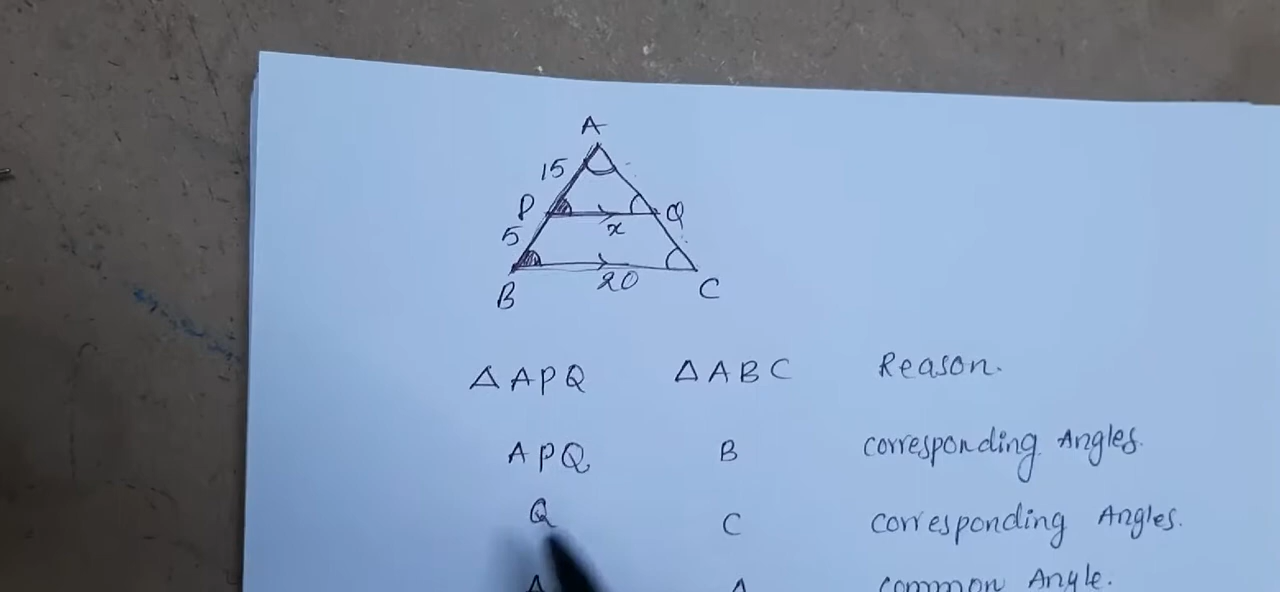 A
15
P Q
5 x
20
B C
Δ APQ Δ ABC Reason.
APQ B corresponding Angles.
Q C corresponding Angles.
A A common Angle.